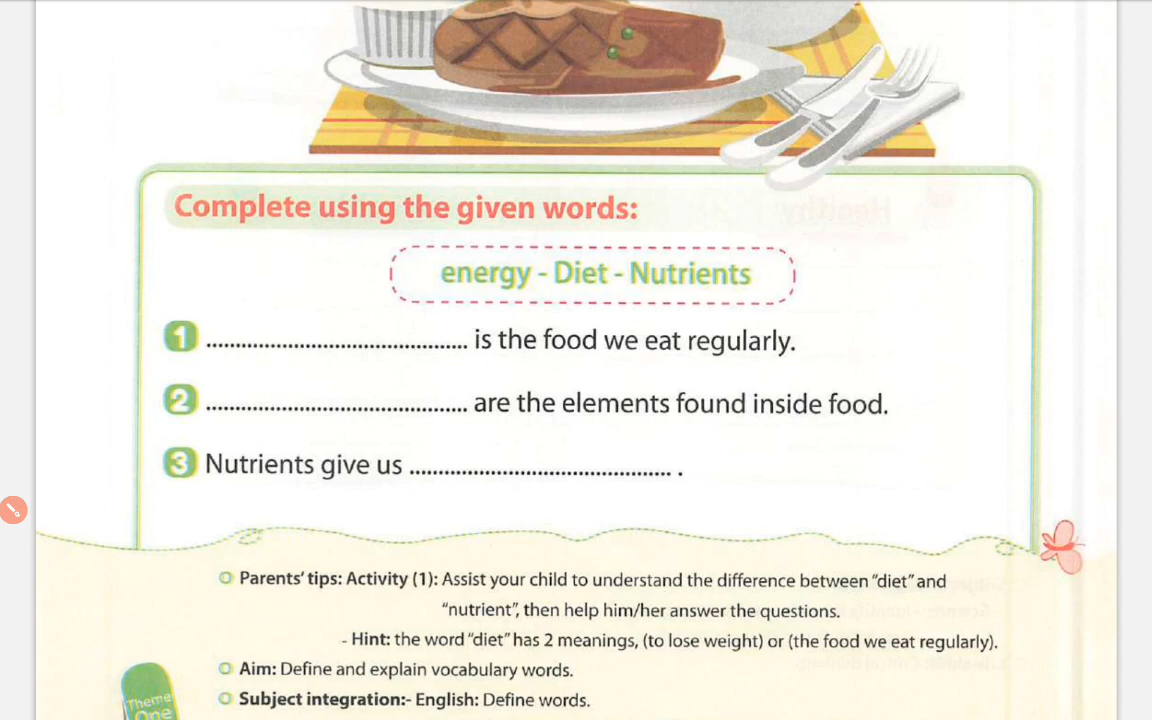 Complete using the given words:
energy - Diet - Nutrients
1 ............................................ is the food we eat regularly.
2 ............................................ are the elements found inside food.
3 Nutrients give us ............................................ .
Parents' tips: Activity (1): Assist your child to understand the difference between "diet" and
"nutrient", then help him/her answer the questions.
- Hint: the word "diet" has 2 meanings, (to lose weight) or (the food we eat regularly).
Aim: Define and explain vocabulary words.
Subject integration:- English: Define words.
Theme
One